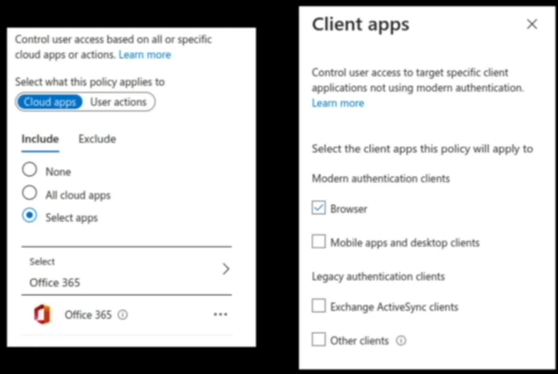 Control user access based on all or specific
cloud apps or actions. Learn more
Select what this policy applies to
Cloud apps User actions
Include Exclude
None
All cloud apps
Select apps
Select
Office 365
Office 365
Client apps
Control user access to target specific client
applications not using modern authentication.
Learn more
Select the client apps this policy will apply to
Modern authentication clients
Browser
Mobile apps and desktop clients
Legacy authentication clients
Exchange ActiveSync clients
Other clients